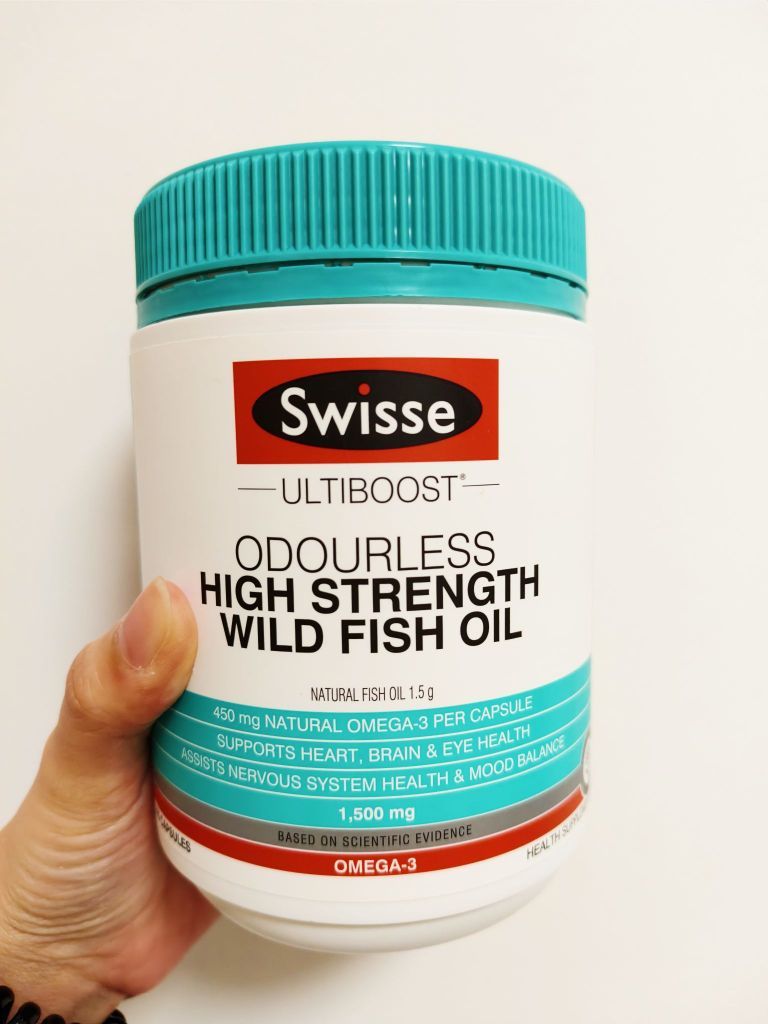 Swisse
ULTIBOOST®
ODOURLESS
HIGH STRENGTH
WILD FISH OIL
NATURAL FISH OIL 1.5 g
450 mg NATURAL OMEGA-3 PER CAPSULE
SUPPORTS HEART, BRAIN & EYE HEALTH
ASSISTS NERVOUS SYSTEM HEALTH & MOOD BALANCE
1,500 mg
BASED ON SCIENTIFIC EVIDENCE
CAPSULES
HEALTH
OMEGA-3